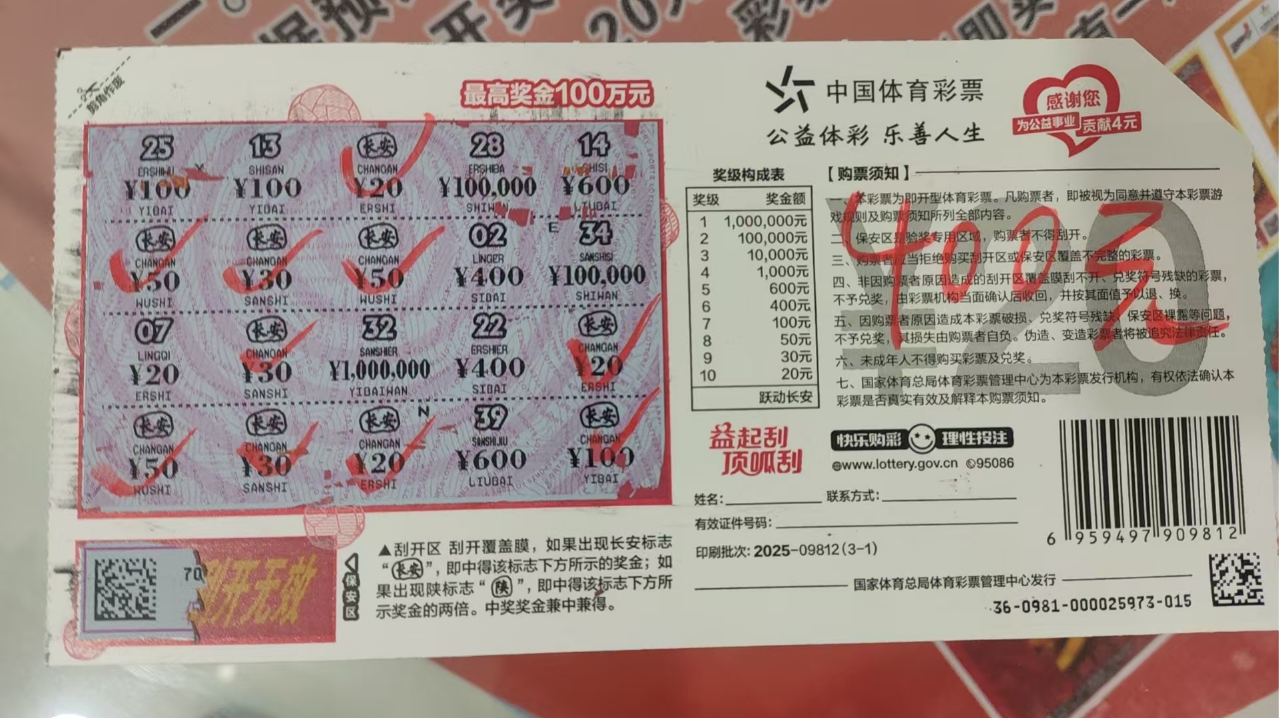 剪角作废
最高奖金100万元
25 13 长安 28 14
ERSHIWU SHISAN CHANGAN ERSHIBA SHISI
¥100 ¥100 ¥20 ¥100,000 ¥600
YIBAI YIBAI ERSHI SHIWAN LIUBAI
E
长安 长安 长安 02 34
CHANGAN CHANGAN CHANGAN LINGER SANSHISI
¥50 ¥30 ¥50 ¥400 ¥100,000
WUSHI SANSHI WUSHI SIBAI SHIWAN
07 长安 32 22 长安
LINGQI CHANGAN SANSHIER ERSHIER CHANGAN
¥20 ¥30 ¥1,000,000 ¥400 ¥20
ERSHI SANSHI YIBAIWAN SIBAI ERSHI
N
长安 长安 长安 39 长安
CHANGAN CHANGAN CHANGAN SANSHIJIU CHANGAN
¥50 ¥30 ¥20 ¥600 ¥100
WUSHI SANSHI ERSHI LIUBAI YIBAI
70
刮开无效
保安区
▲刮开区 刮开覆盖膜，如果出现长安标志
“长安”，即中得该标志下方所示的奖金；如
果出现陕标志“陕”，即中得该标志下方所
示奖金的两倍。中奖奖金兼中兼得。
中国体育彩票
公益体彩 乐善人生
感谢您
为公益事业 贡献4元
奖级构成表
奖级 奖金额
1 1,000,000元
2 100,000元
3 10,000元
4 1,000元
5 600元
6 400元
7 100元
8 50元
9 30元
10 20元
跃动长安
【购票须知】
一、本彩票为即开型体育彩票。凡购票者，即被视为同意并遵守本彩票游
戏规则及购票须知所列全部内容。
二、保安区是验奖专用区域，购票者不得刮开。
三、购票者应当拒绝购买刮开区或保安区覆盖不完整的彩票。
四、非因购票者原因造成的刮开区覆盖膜刮不开、兑奖符号残缺的彩票，
不予兑奖，由彩票机构当面确认后收回，并按其面值予以退、换。
五、因购票者原因造成本彩票破损、兑奖符号残缺、保安区裸露等问题，
不予兑奖，其损失由购票者自负。伪造、变造彩票者将被追究法律责任。
六、未成年人不得购买彩票及兑奖。
七、国家体育总局体育彩票管理中心为本彩票发行机构，有权依法确认本
彩票是否真实有效及解释本购票须知。
¥20
400元
益起刮
顶呱刮
快乐购彩 理性投注
www.lottery.gov.cn 95086
姓名： 联系方式：
有效证件号码：
印刷批次：2025-09812(3-1)
6 959497 909812
国家体育总局体育彩票管理中心发行
36-0981-000025973-015